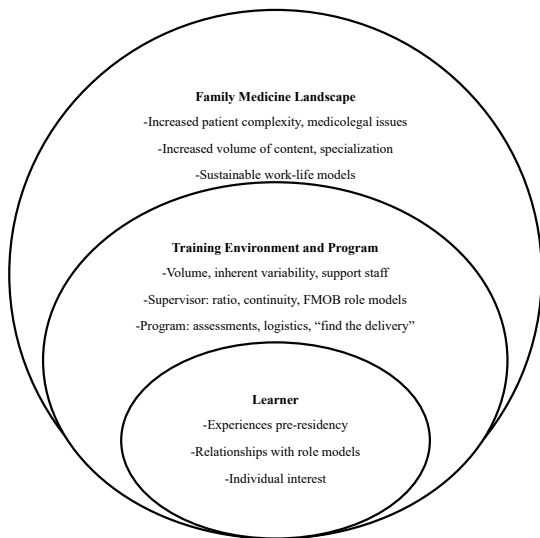 Family Medicine Landscape
-Increased patient complexity, medicolegal issues
-Increased volume of content, specialization
-Sustainable work-life models
Training Environment and Program
-Volume, inherent variability, support staff
-Supervisor: ratio, continuity, FMOB role models
-Program: assessments, logistics, “find the delivery”
Learner
-Experiences pre-residency
-Relationships with role models
-Individual interest